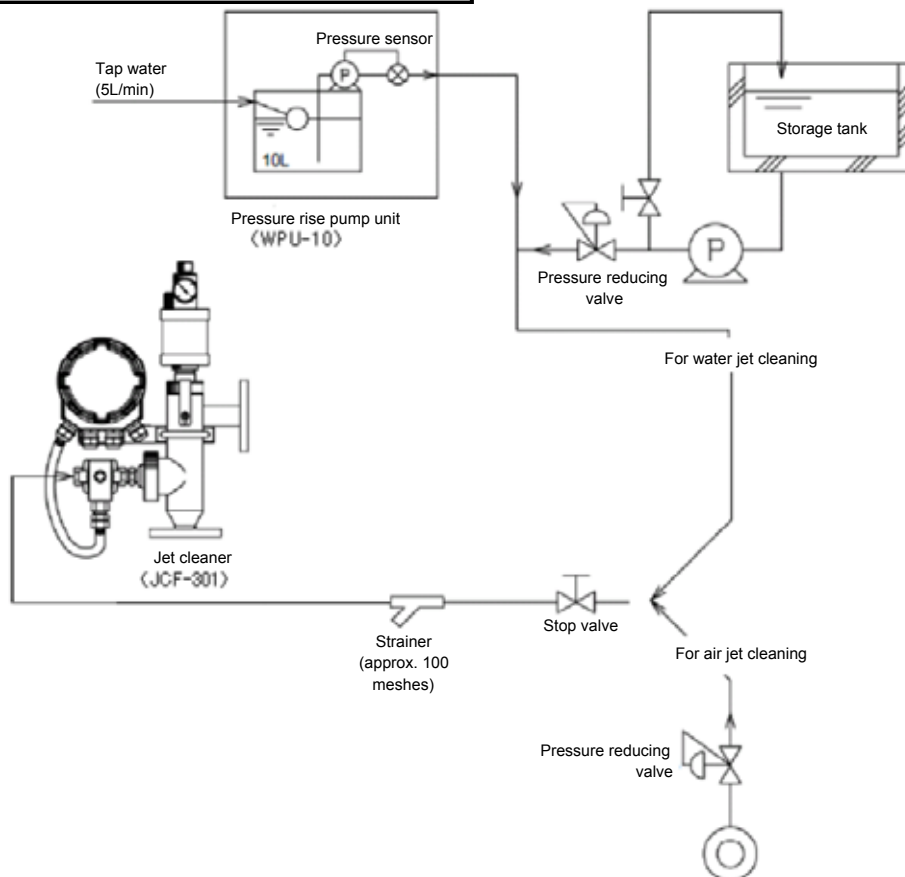 Pressure sensor
Tap water
(5L/min)
P
10L
Storage tank
Pressure rise pump unit
(WPU-10)
P
Pressure reducing
valve
For water jet cleaning
Jet cleaner
(JCF-301)
Stop valve
Strainer
(approx. 100
meshes)
For air jet cleaning
Pressure reducing
valve